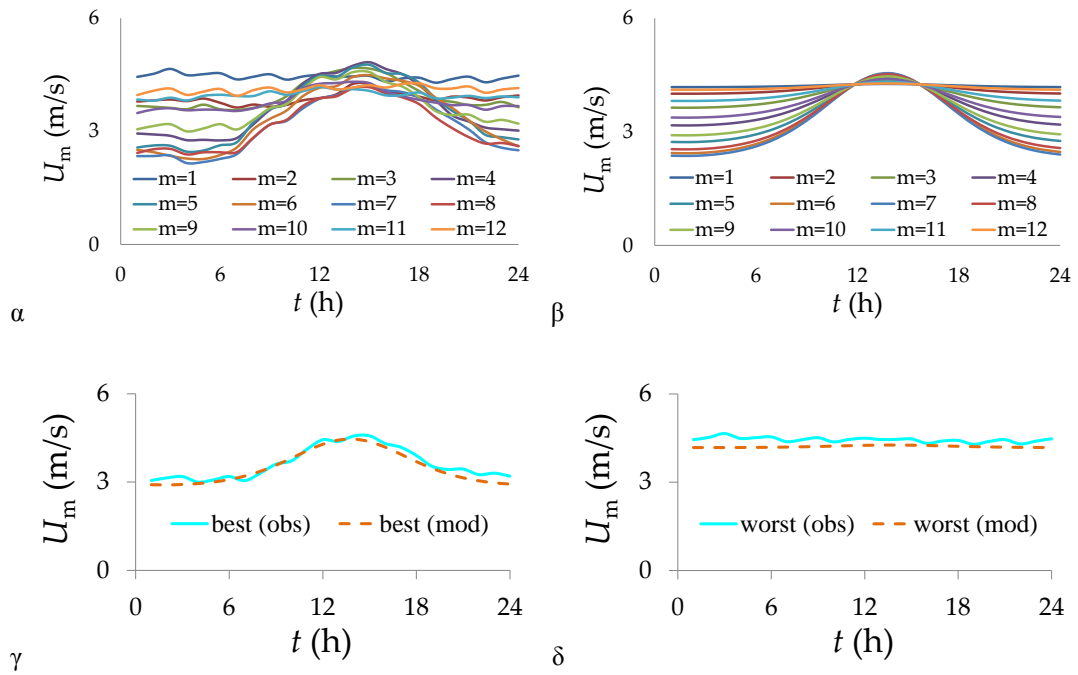 6
3
0
U_m (m/s)
m=1 m=2 m=3 m=4
m=5 m=6 m=7 m=8
m=9 m=10 m=11 m=12
0 6 12 18 24
t (h)
α
6
3
0
U_m (m/s)
m=1 m=2 m=3 m=4
m=5 m=6 m=7 m=8
m=9 m=10 m=11 m=12
0 6 12 18 24
t (h)
β
6
3
0
U_m (m/s)
best (obs) best (mod)
0 6 12 18 24
t (h)
γ
6
3
0
U_m (m/s)
worst (obs) worst (mod)
0 6 12 18 24
t (h)
δ